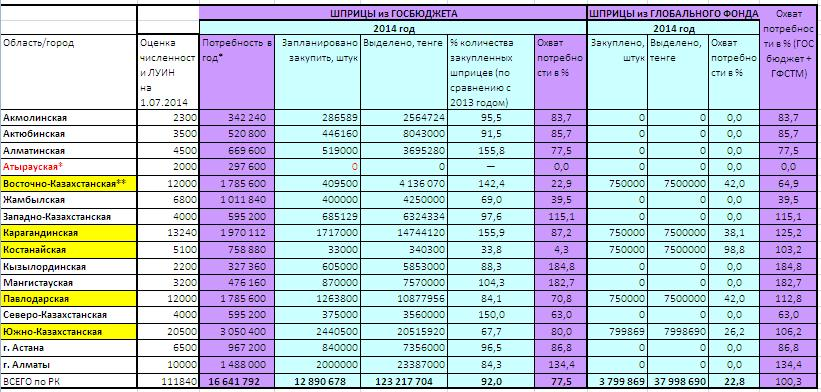 ШПРИЦЫ из ГОСБЮДЖЕТА ШПРИЦЫ из ГЛОБАЛЬНОГО ФОНДА Охват потребнос ти в % (ГОС бюджет + ГФСТМ)
2014 год 2014 год
Область/город Оценка численност и ЛУИН на 1.07.2014 Потребность в год* Запланировано закупить, штук Выделено, тенге % количества закупленных шприцев (по сравнению с 2013 годом) Охват потребно сти в % Закуплено, штук Выделено, тенге Охват потребно сти в %
Акмолинская 2300 342 240 286589 2564724 95,5 83,7 0 0 0,0 83,7
Актюбинская 3500 520 800 446160 8043000 91,5 85,7 0 0 0,0 85,7
Алматинская 4500 669 600 519000 3695280 155,8 77,5 0 0 0,0 77,5
Атырауская* 2000 297 600 0 0 — 0,0 0 0 0,0 0,0
Восточно-Казахстанская** 12000 1 785 600 409500 4 136 070 142,4 22,9 750000 7500000 42,0 64,9
Жамбылская 6800 1 011 840 400000 4250000 69,0 39,5 0 0 0,0 39,5
Западно-Казахстанская 4000 595 200 685129 6324334 97,6 115,1 0 0 0,0 115,1
Карагандинская 13240 1 970 112 1717000 14744120 155,9 87,2 750000 7500000 38,1 125,2
Костанайская 5100 758 880 33000 340300 33,8 4,3 750000 7500000 98,8 103,2
Кызылординская 2200 327 360 605000 5853000 88,3 184,8 0 0 0,0 184,8
Мангистауская 3200 476 160 870000 7570000 104,3 182,7 0 0 0,0 182,7
Павлодарская 12000 1 785 600 1263800 10877956 84,1 70,8 750000 7500000 42,0 112,8
Северо-Казахстанская 4000 595 200 375000 3560000 150,0 63,0 0 0 0,0 63,0
Южно-Казахстанская 20500 3 050 400 2440500 20515920 67,7 80,0 799869 7998690 26,2 106,2
г. Астана 6500 967 200 840000 7356000 96,5 86,8 0 0 0,0 86,8
г. Алматы 10000 1 488 000 2000000 23387000 84,3 134,4 0 0 0,0 134,4
ВСЕГО по РК 111840 16 641 792 12 890 678 123 217 704 92,0 77,5 3 799 869 37 998 690 22,8 100,3